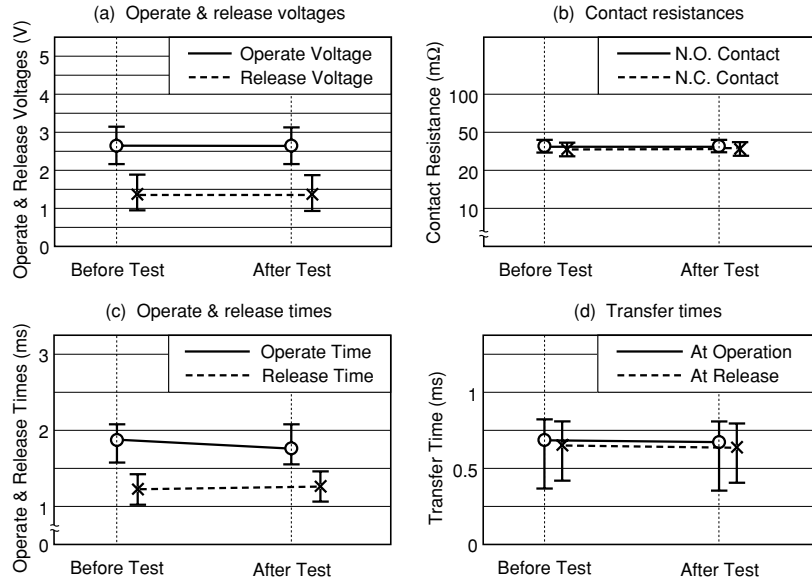 (a) Operate & release voltages
Operate & Release Voltages (V)
5
4
3
2
1
0
Operate Voltage
Release Voltage
Before Test
After Test
(b) Contact resistances
Contact Resistance (mΩ)
100
50
20
10
N.O. Contact
N.C. Contact
Before Test
After Test
(c) Operate & release times
Operate & Release Times (ms)
3
2
1
0
Operate Time
Release Time
Before Test
After Test
(d) Transfer times
Transfer Time (ms)
1
0.5
0
At Operation
At Release
Before Test
After Test